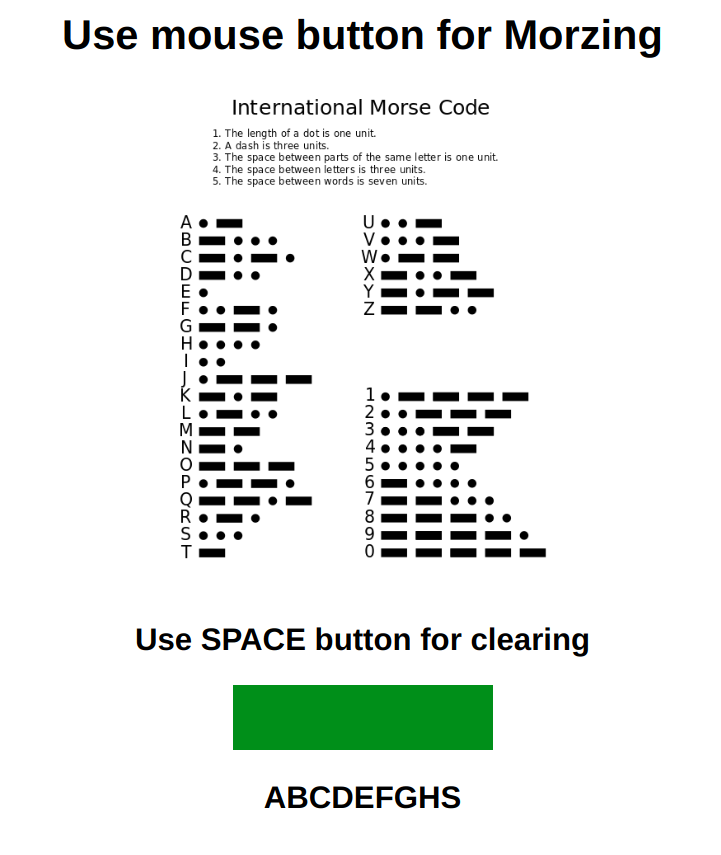 Use mouse button for Morzing
International Morse Code
1. The length of a dot is one unit.
2. A dash is three units.
3. The space between parts of the same letter is one unit.
4. The space between letters is three units.
5. The space between words is seven units.
A
B
C
D
E
F
G
H
I
J
K
L
M
N
O
P
Q
R
S
T
U
V
W
X
Y
Z
1
2
3
4
5
6
7
8
9
0
Use SPACE button for clearing
ABCDEFGHS